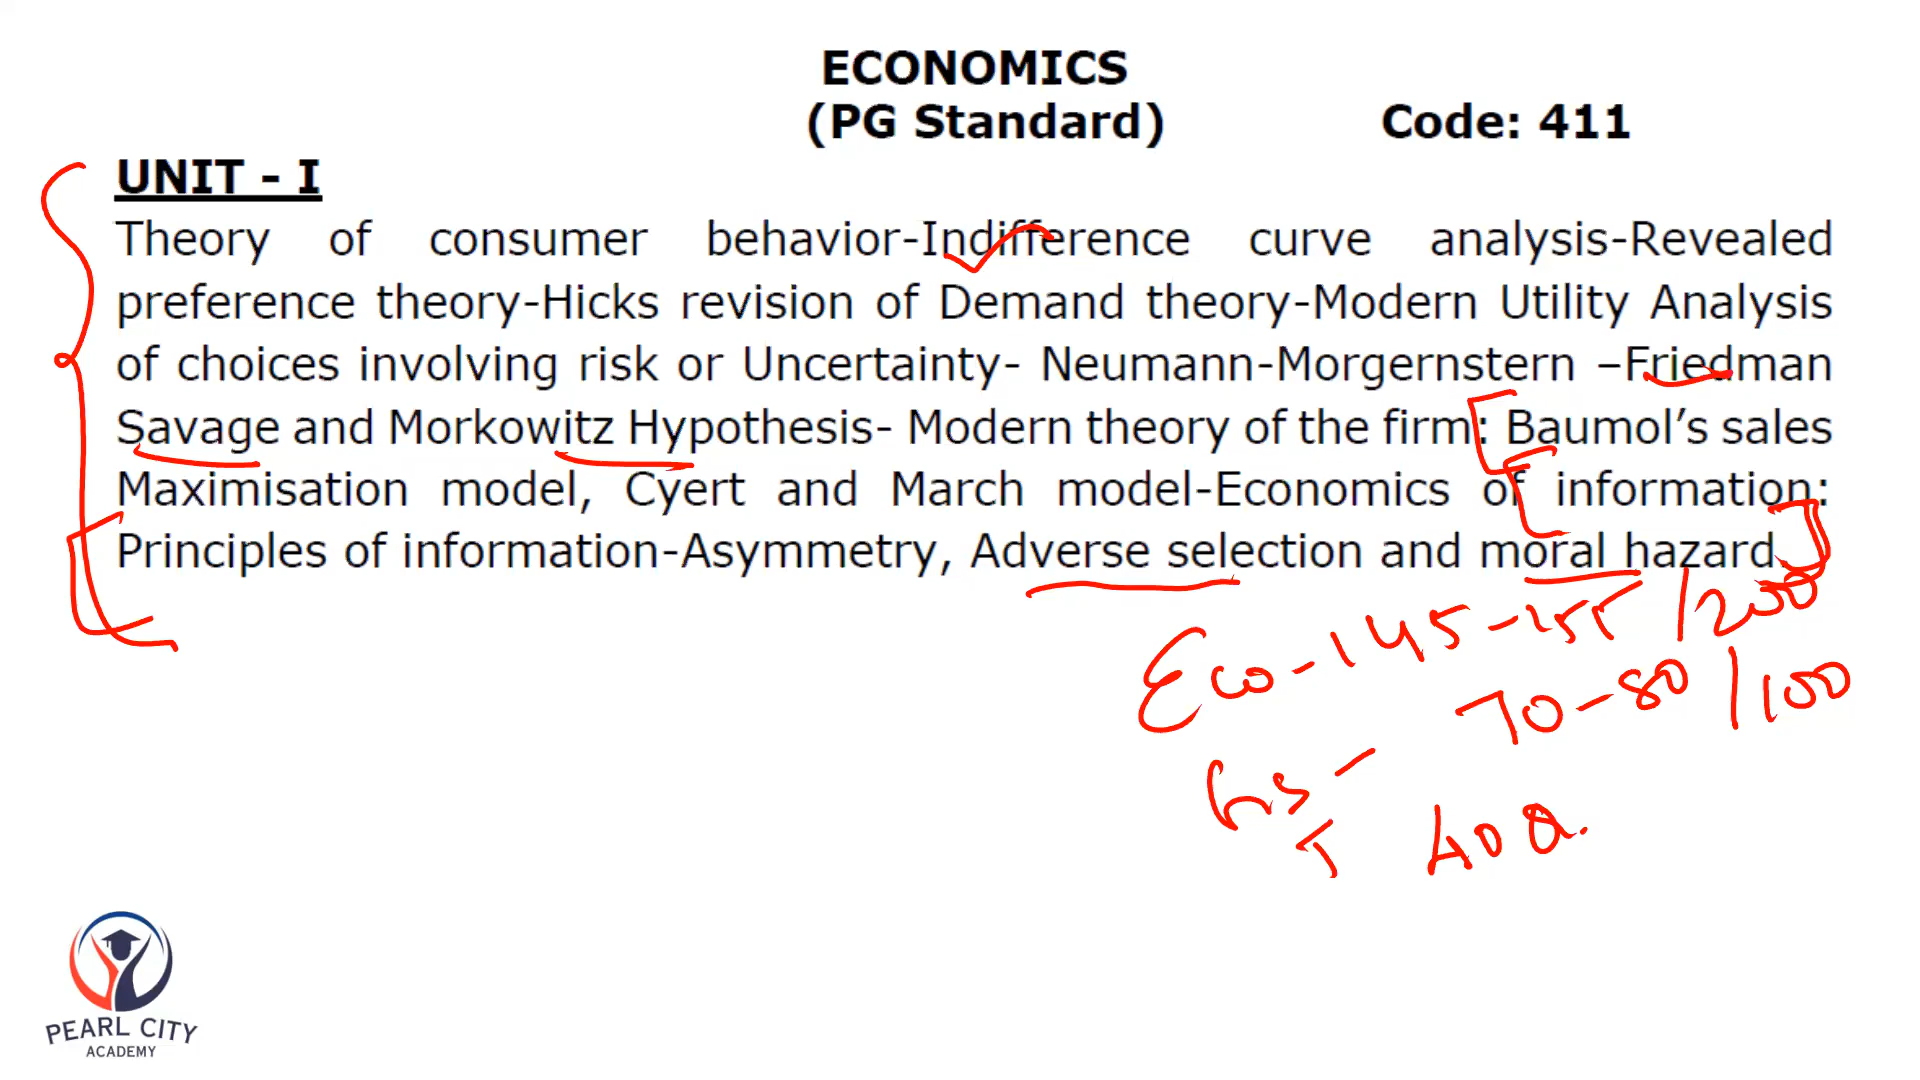 ECONOMICS
(PG Standard) Code: 411
UNIT - I
Theory of consumer behavior-Indifference curve analysis-Revealed
preference theory-Hicks revision of Demand theory-Modern Utility Analysis
of choices involving risk or Uncertainty- Neumann-Morgernstern –Friedman
Savage and Morkowitz Hypothesis- Modern theory of the firm: Baumol’s sales
Maximisation model, Cyert and March model-Economics of information:
Principles of information-Asymmetry, Adverse selection and moral hazard.
Eco-145-155/200
70-80/100
GS -
40Q.
PEARL CITY
ACADEMY